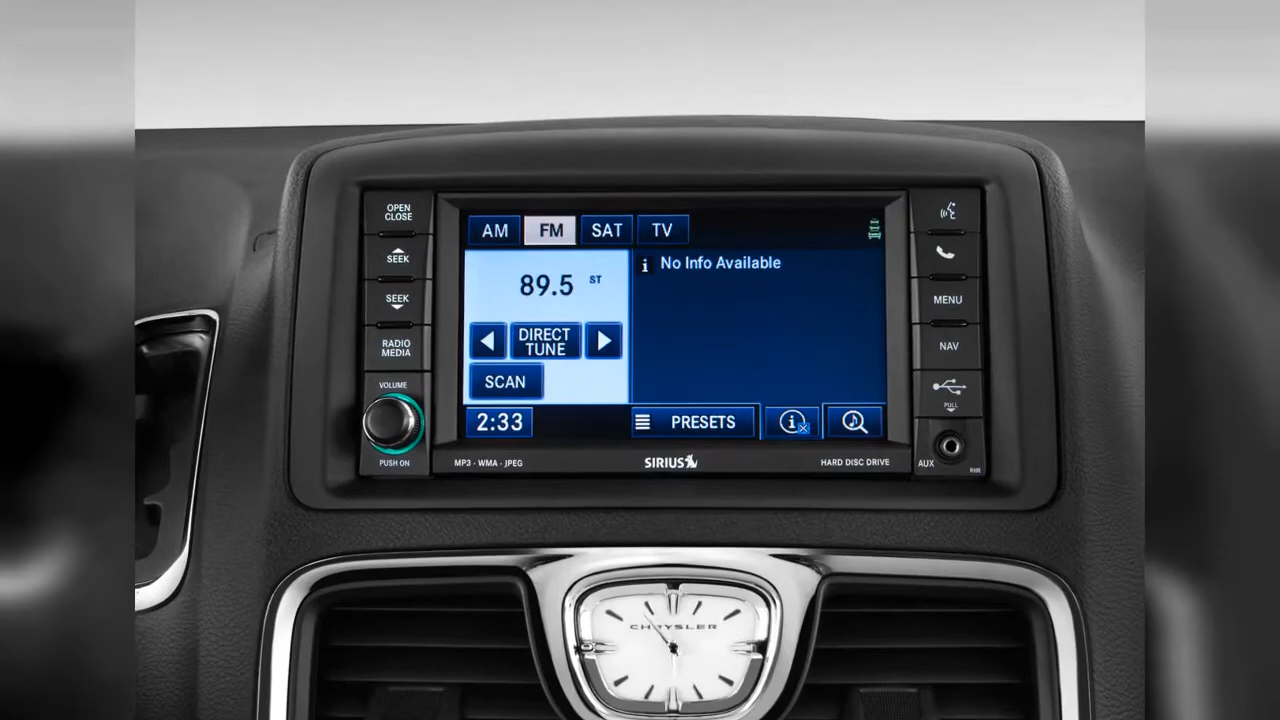 OPEN
CLOSE
SEEK
SEEK
RADIO
MEDIA
VOLUME
PUSH ON
AM FM SAT TV
89.5 ST
DIRECT
TUNE
SCAN
2:33
i No Info Available
PRESETS
i
MP3 · WMA · JPEG
SIRIUS
HARD DISC DRIVE
MENU
NAV
PULL
AUX
RHR
CHRYSLER